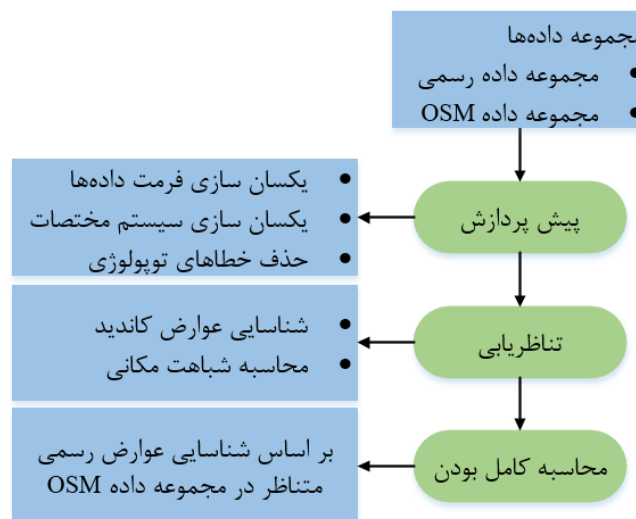 مجموعه داده‌ها
• مجموعه داده رسمی
• مجموعه داده OSM
پیش پردازش
• یکسان سازی فرمت داده‌ها
• یکسان سازی سیستم مختصات
• حذف خطاهای توپولوژی
تناظریابی
• شناسایی عوارض کاندید
• محاسبه شباهت مکانی
محاسبه کامل بودن
بر اساس شناسایی عوارض رسمی
متناظر در مجموعه داده OSM